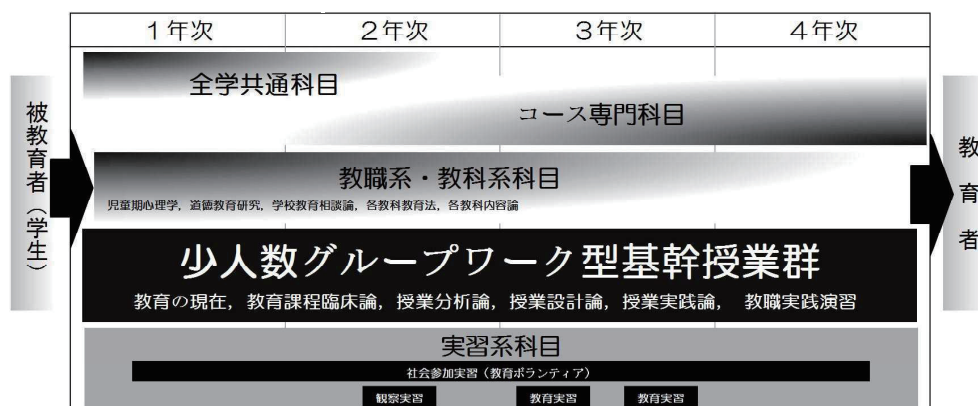 1年次 2年次 3年次 4年次
全学共通科目
コース専門科目
被教育者（学生）
教職系・教科系科目
児童期心理学，道徳教育研究，学校教育相談論，各教科教育法，各教科内容論
教育者
少人数グループワーク型基幹授業群
教育の現在，教育課程臨床論，授業分析論，授業設計論，授業実践論， 教職実践演習
実習系科目
社会参加実習（教育ボランティア）
観察実習 教育実習 教育実習